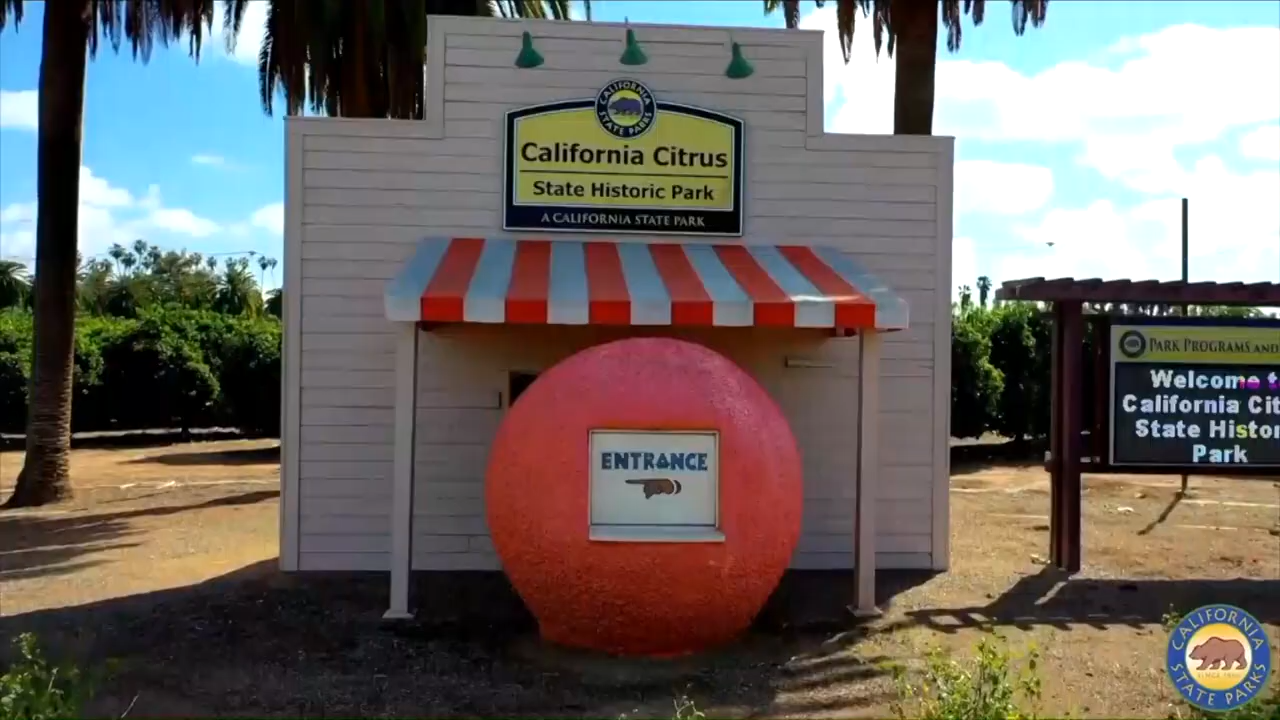 CALIFORNIA
STATE PARKS
California Citrus
State Historic Park
A CALIFORNIA STATE PARK
ENTRANCE
PARK PROGRAMS AND
Welcome t
California Cit
State Histor
Park
CALIFORNIA
STATE PARKS